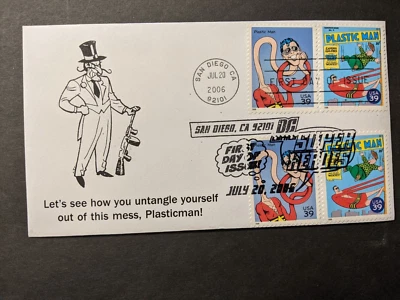 Plastic Man
PLASTIC MAN
SAN DIEGO CA
JUL 20
2006
92101
FIRST DAY OF ISSUE
USA 39
USA
39
SAN DIEGO, CA 92101 DC
SUPER
HEROES
FIRST
DAY OF
ISSUE
JULY 20, 2006
PLASTIC MAN
USA 39
USA
39
Let's see how you untangle yourself
out of this mess, Plasticman!